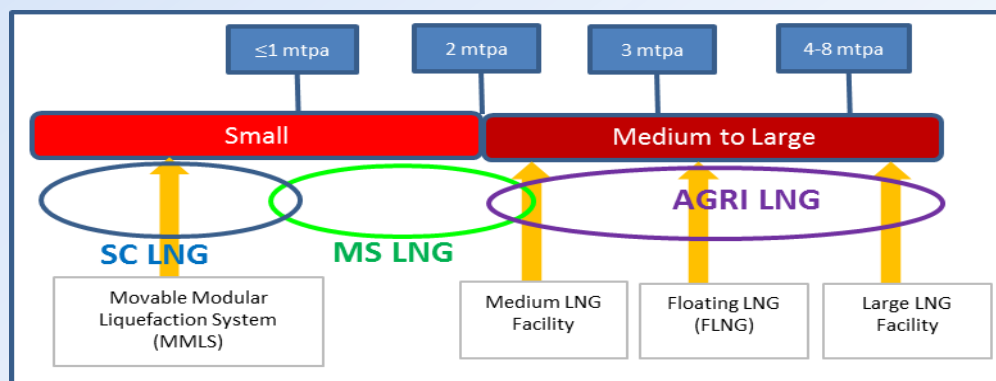 ≤1 mtpa
2 mtpa
3 mtpa
4-8 mtpa
Small
Medium to Large
SC LNG
MS LNG
AGRI LNG
Movable Modular
Liquefaction System
(MMLS)
Medium LNG
Facility
Floating LNG
(FLNG)
Large LNG
Facility